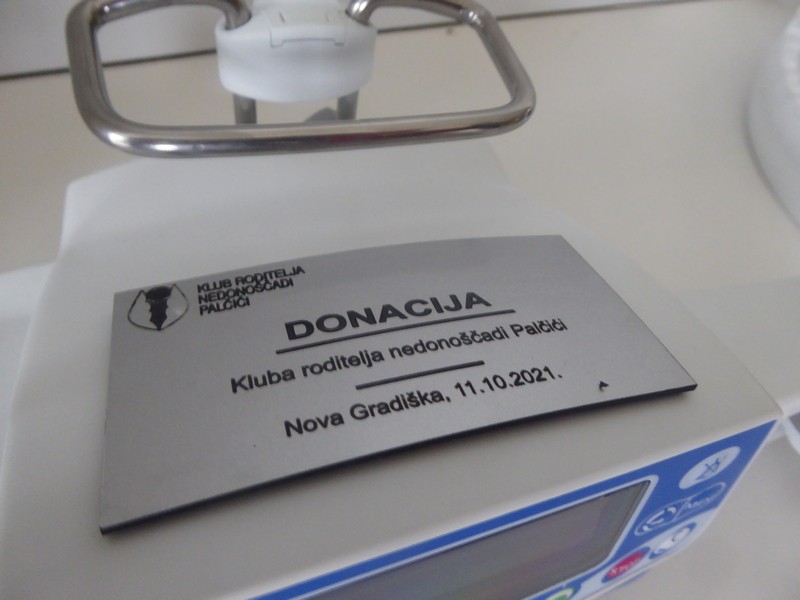 KLUB RODITELJA
NEDONOŠČADI
PALČIĆI
DONACIJA
Kluba roditelja nedonoščadi Palčići
Nova Gradiška, 11.10.2021.